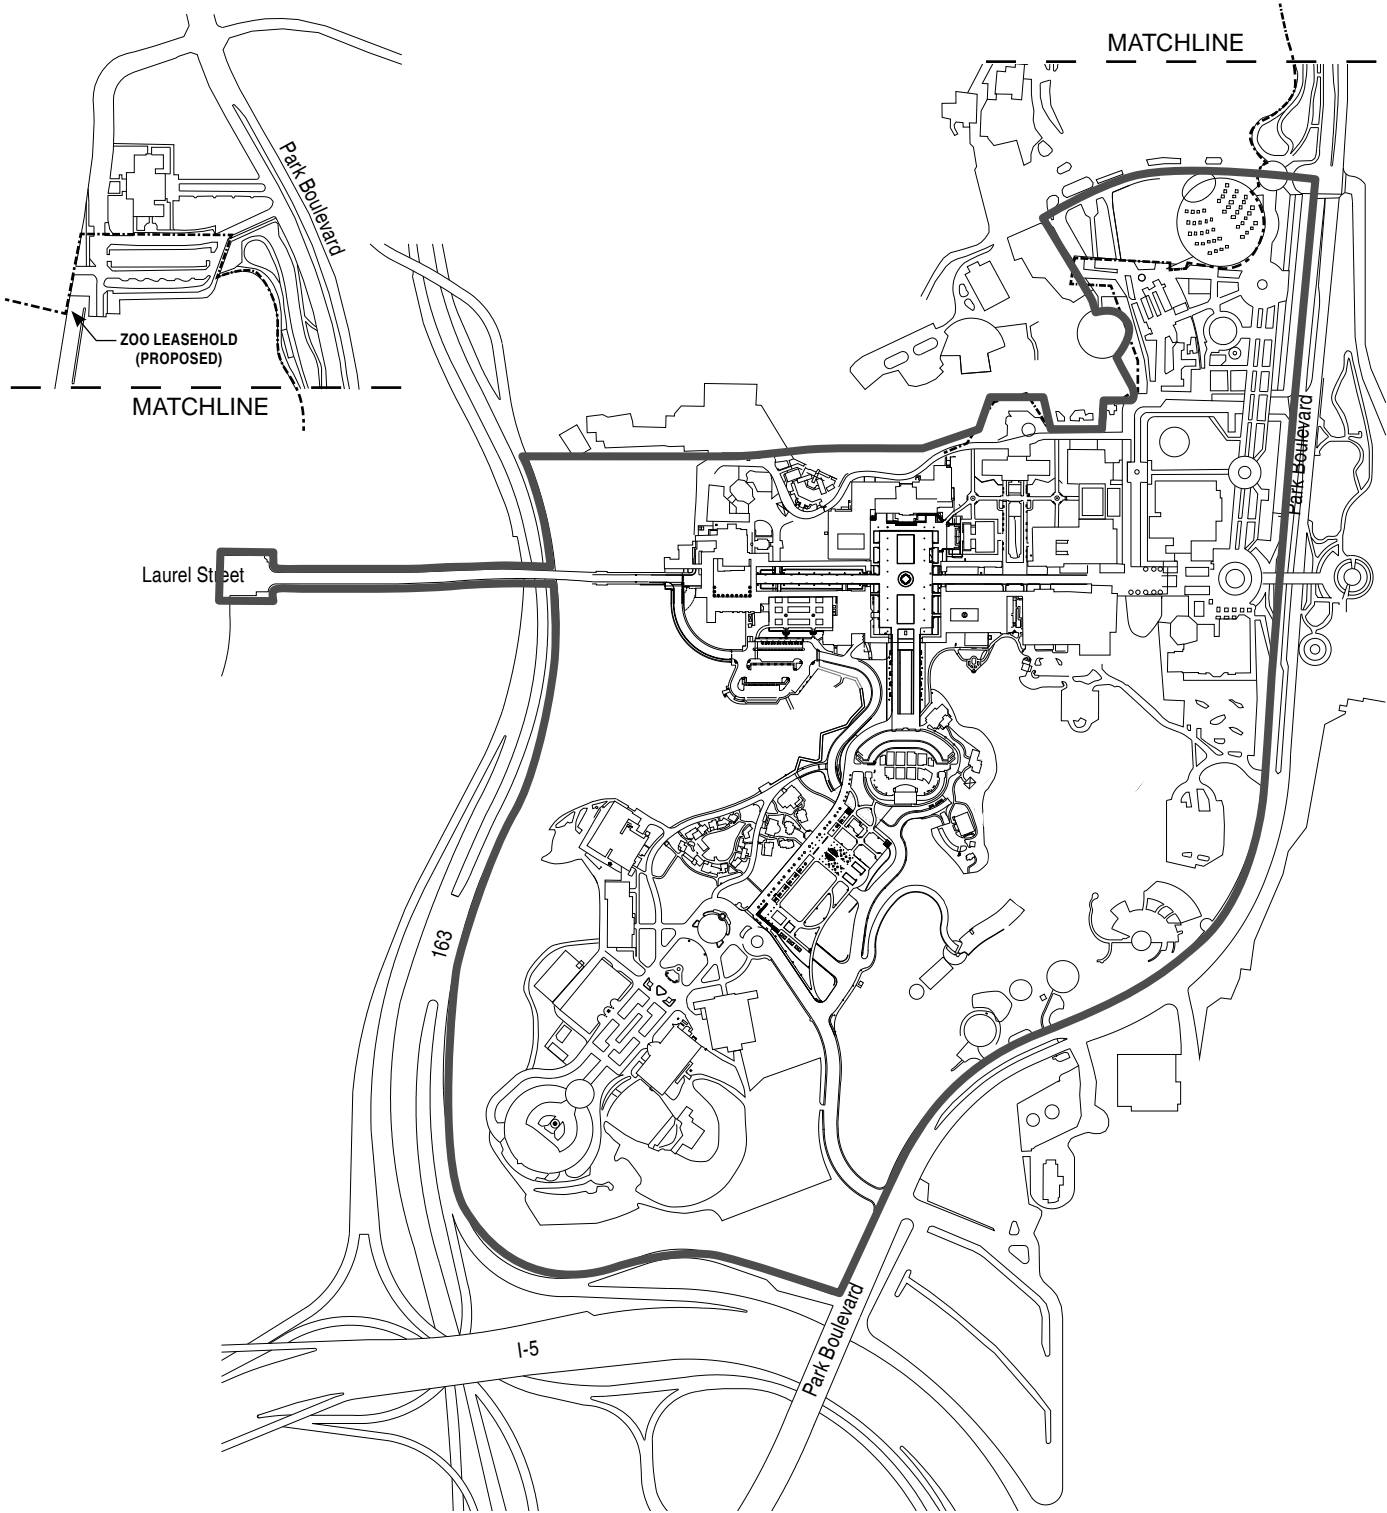 MATCHLINE
Park Boulevard
ZOO LEASEHOLD
(PROPOSED)
MATCHLINE
Park Boulevard
Laurel Street
163
Park Boulevard
I-5